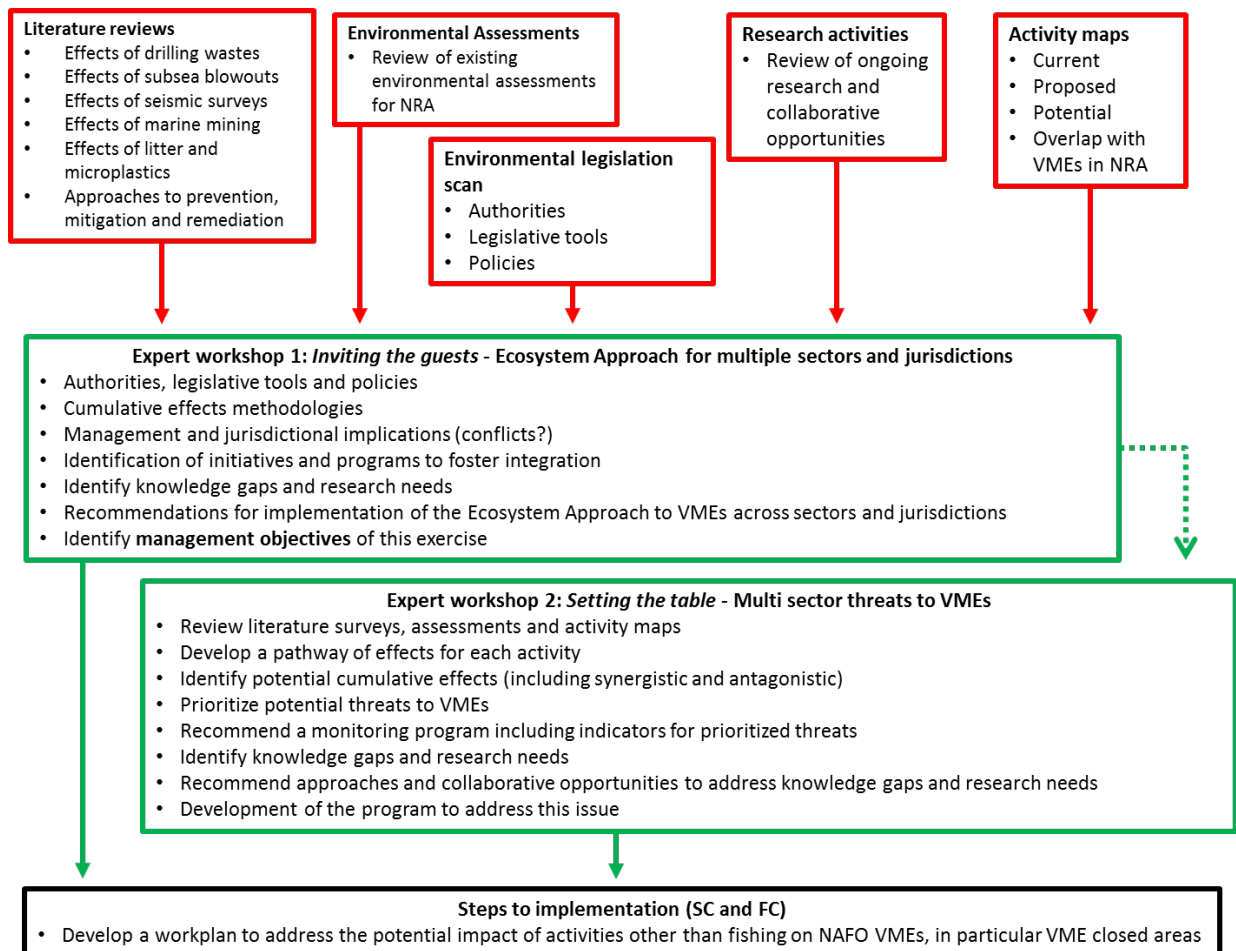 Literature reviews
• Effects of drilling wastes
• Effects of subsea blowouts
• Effects of seismic surveys
• Effects of marine mining
• Effects of litter and
microplastics
• Approaches to prevention,
mitigation and remediation
Environmental Assessments
• Review of existing
environmental assessments
for NRA
Environmental legislation
scan
• Authorities
• Legislative tools
• Policies
Research activities
• Review of ongoing
research and
collaborative
opportunities
Activity maps
• Current
• Proposed
• Potential
• Overlap with
VMEs in NRA
Expert workshop 1: Inviting the guests - Ecosystem Approach for multiple sectors and jurisdictions
• Authorities, legislative tools and policies
• Cumulative effects methodologies
• Management and jurisdictional implications (conflicts?)
• Identification of initiatives and programs to foster integration
• Identify knowledge gaps and research needs
• Recommendations for implementation of the Ecosystem Approach to VMEs across sectors and jurisdictions
• Identify management objectives of this exercise
Expert workshop 2: Setting the table - Multi sector threats to VMEs
• Review literature surveys, assessments and activity maps
• Develop a pathway of effects for each activity
• Identify potential cumulative effects (including synergistic and antagonistic)
• Prioritize potential threats to VMEs
• Recommend a monitoring program including indicators for prioritized threats
• Identify knowledge gaps and research needs
• Recommend approaches and collaborative opportunities to address knowledge gaps and research needs
• Development of the program to address this issue
Steps to implementation (SC and FC)
• Develop a workplan to address the potential impact of activities other than fishing on NAFO VMEs, in particular VME closed areas